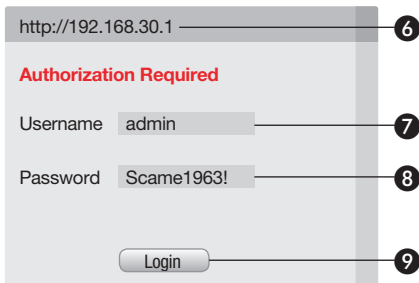 http://192.168.30.1 6
Authorization Required
Username admin 7
Password Scame1963! 8
Login 9